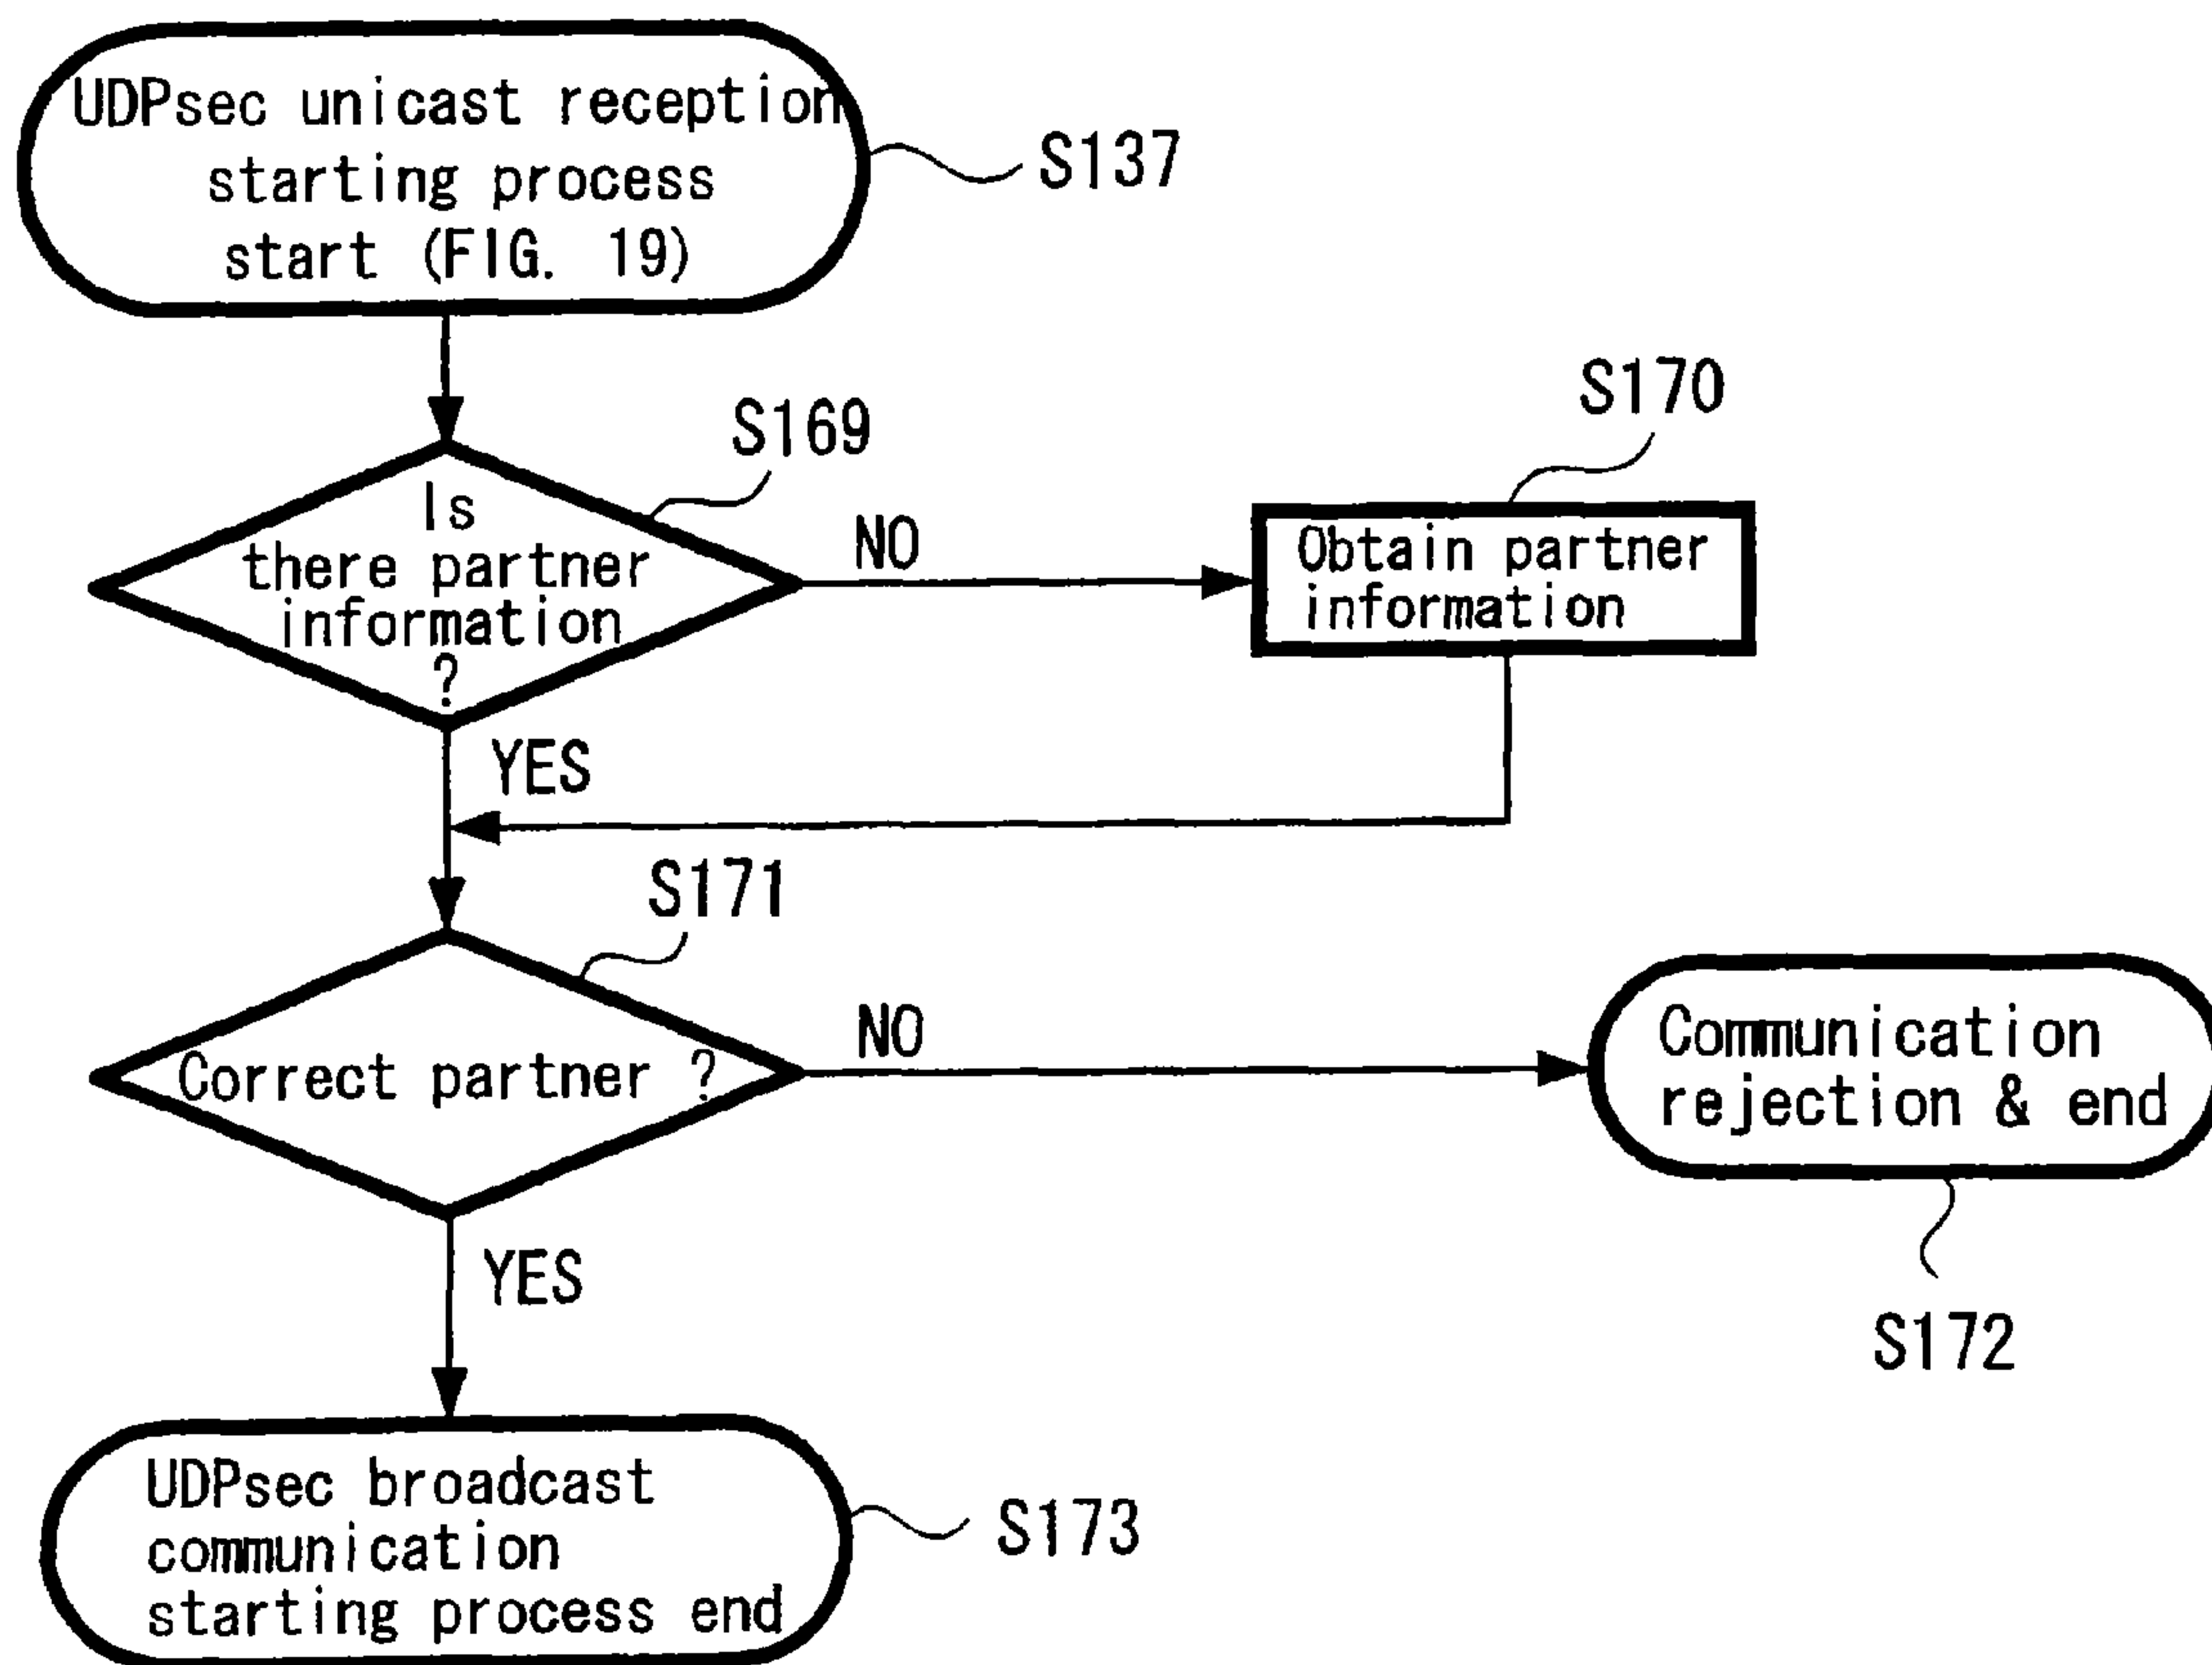 UDPsec unicast reception
starting process
start (FIG. 19)
S137
S169
Is
there partner
information
?
NO
S170
Obtain partner
information
YES
S171
Correct partner ?
NO
Communication
rejection & end
S172
YES
UDPsec broadcast
communication
starting process end
S173